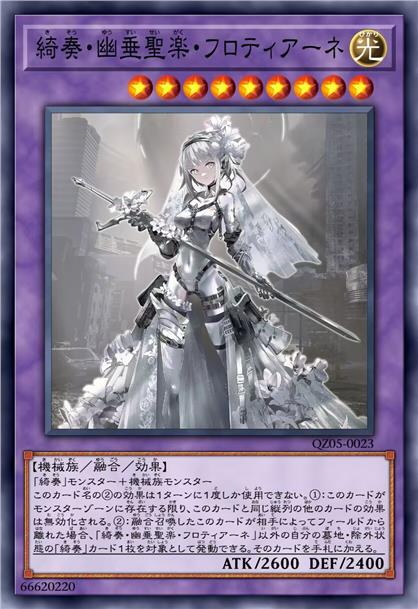 綺奏・幽垂聖楽・フロティアーネ
光
QZ05-0023
【機械族／融合／効果】
「綺奏」モンスター＋機械族モンスター
このカード名の②の効果は1ターンに1度しか使用できない。①:このカードが
モンスターゾーンに存在する限り、このカードと同じ縦列の他のカードの効果
は無効化される。②:融合召喚したこのカードが相手によってフィールドから
離れた場合、「綺奏・幽垂聖楽・フロティアーネ」以外の自分の墓地・除外状
態の「綺奏」カード1枚を対象として発動できる。そのカードを手札に加える。
ATK/2600 DEF/2400
66620220